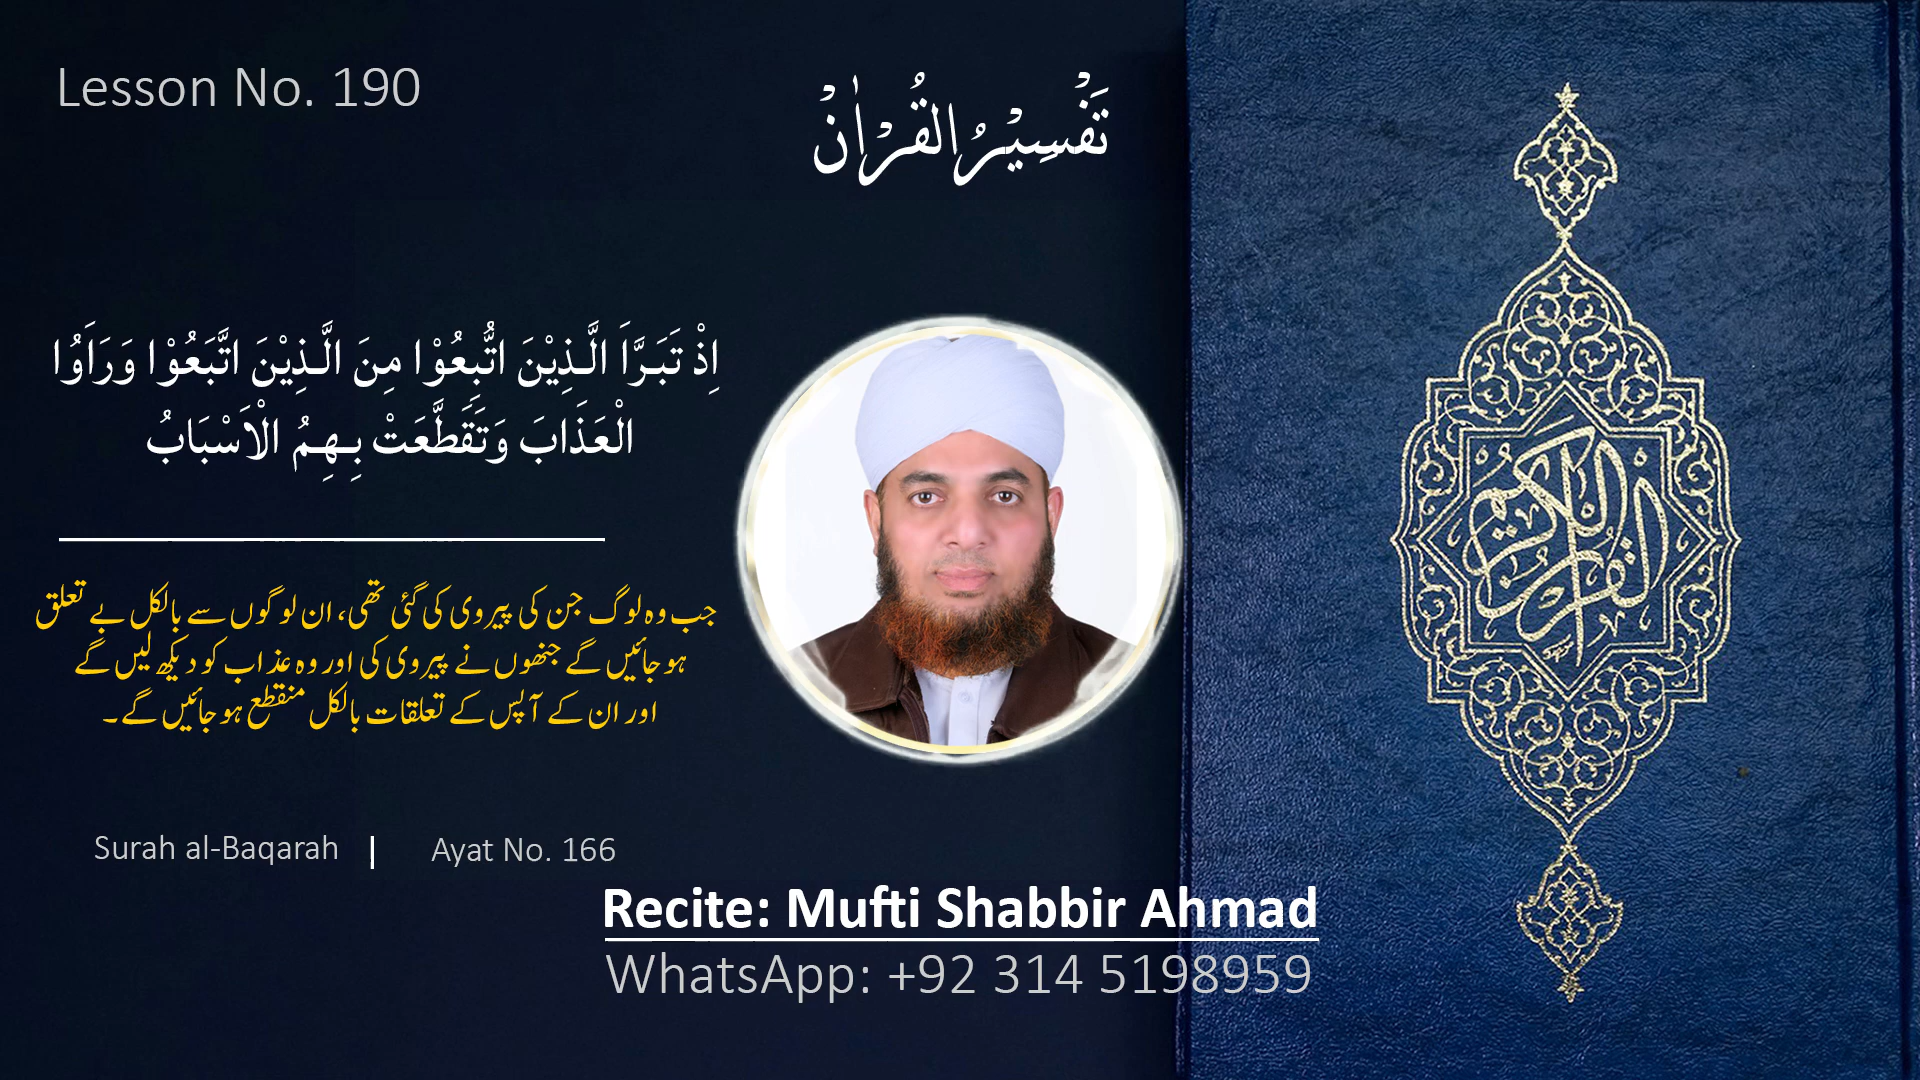 Lesson No. 190
تَفْسِيْرُ الْقُرْاٰنْ
اِذْ تَبَرَّاَ الَّذِيْنَ اتُّبِعُوْا مِنَ الَّذِيْنَ اتَّبَعُوْا وَرَاَوُا
الْعَذَابَ وَتَقَطَّعَتْ بِهِمُ الْاَسْبَابُ
جب وہ لوگ جن کی پیروی کی گئی تھی، ان لوگوں سے بالکل بے تعلق
ہو جائیں گے جنھوں نے پیروی کی اور وہ عذاب کو دیکھ لیں گے
اور ان کے آپس کے تعلقات بالکل منقطع ہو جائیں گے۔
Surah al-Baqarah | Ayat No. 166
Recite: Mufti Shabbir Ahmad
WhatsApp: +92 314 5198959
القرآن الكريم